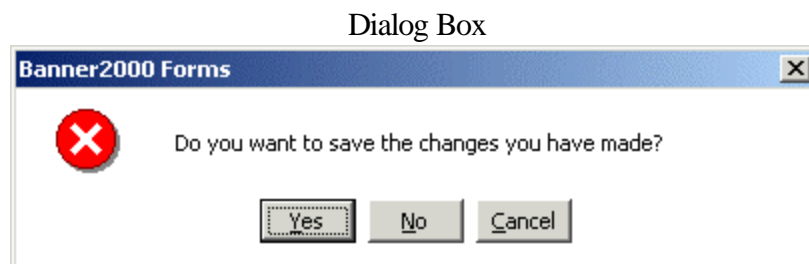 Dialog Box
Banner2000 Forms
Do you want to save the changes you have made?
Yes No Cancel